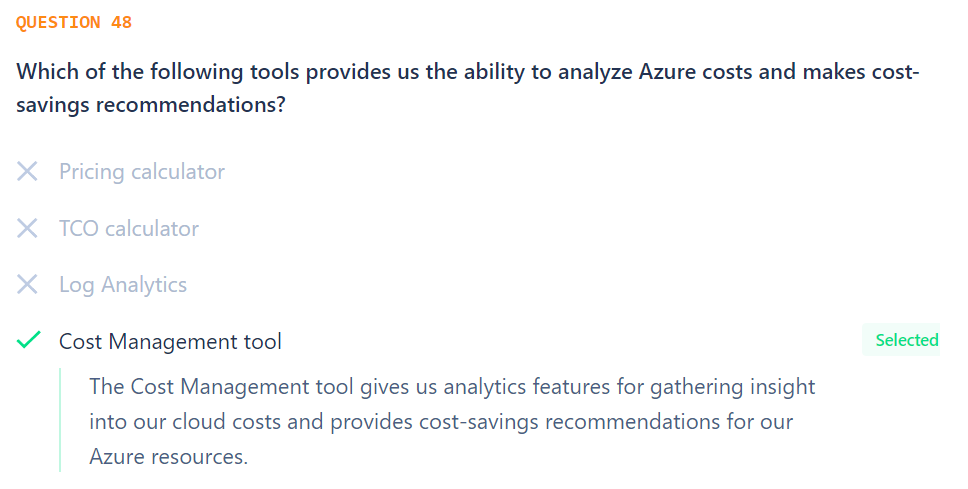 QUESTION 48
Which of the following tools provides us the ability to analyze Azure costs and makes cost-
savings recommendations?
Pricing calculator
TCO calculator
Log Analytics
Cost Management tool
Selected
The Cost Management tool gives us analytics features for gathering insight
into our cloud costs and provides cost-savings recommendations for our
Azure resources.